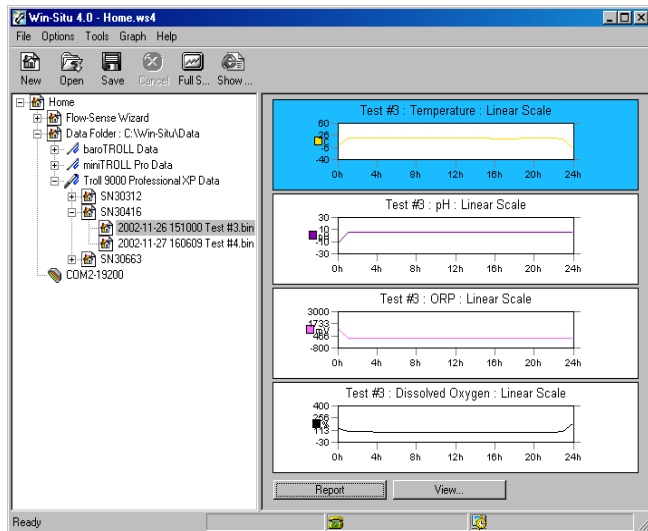 Win-Situ 4.0 - Home.ws4
File Options Tools Graph Help
New Open Save Cancel Full S... Show ...
Home
Flow-Sense Wizard
Data Folder : C:\Win-Situ\Data
baroTROLL Data
miniTROLL Pro Data
Troll 9000 Professional XP Data
SN30312
SN30416
2002-11-26 151000 Test #3.bin
2002-11-27 160609 Test #4.bin
SN30663
COM2-19200
Test #3 : Temperature : Linear Scale
60
26
-6
-40
0h 4h 8h 12h 16h 20h 24h
Test #3 : pH : Linear Scale
30
-10
-30
0h 4h 8h 12h 16h 20h 24h
Test #3 : ORP : Linear Scale
3000
1733
466
-800
0h 4h 8h 12h 16h 20h 24h
Test #3 : Dissolved Oxygen : Linear Scale
400
256
113
-30
0h 4h 8h 12h 16h 20h 24h
Report View...
Ready